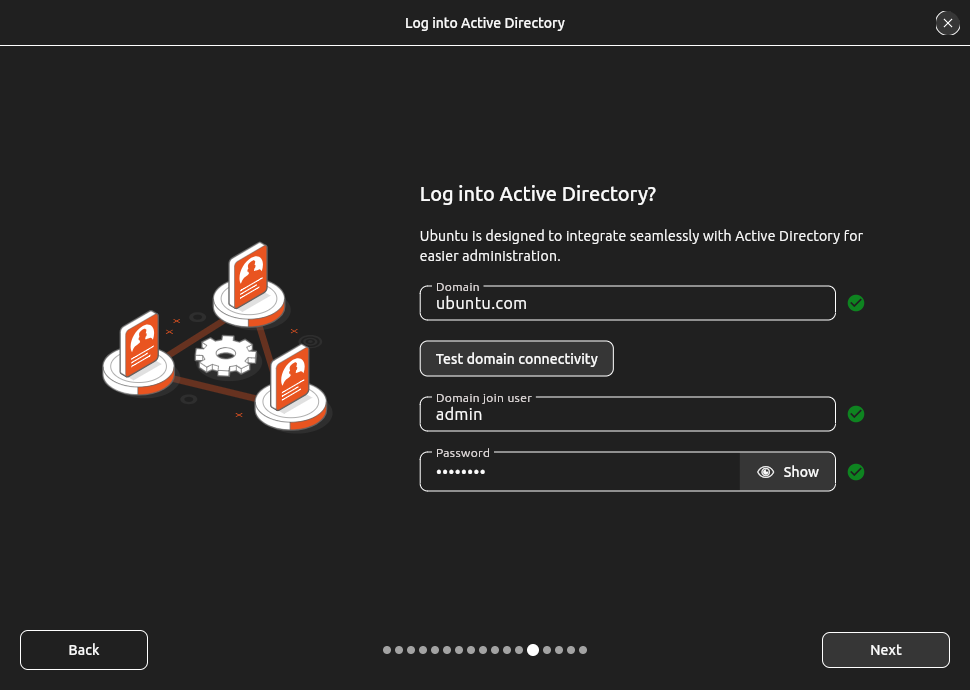 Log into Active Directory
Log into Active Directory?
Ubuntu is designed to integrate seamlessly with Active Directory for
easier administration.
Domain
ubuntu.com
Test domain connectivity
Domain join user
admin
Password
••••••••
Show
Back
Next